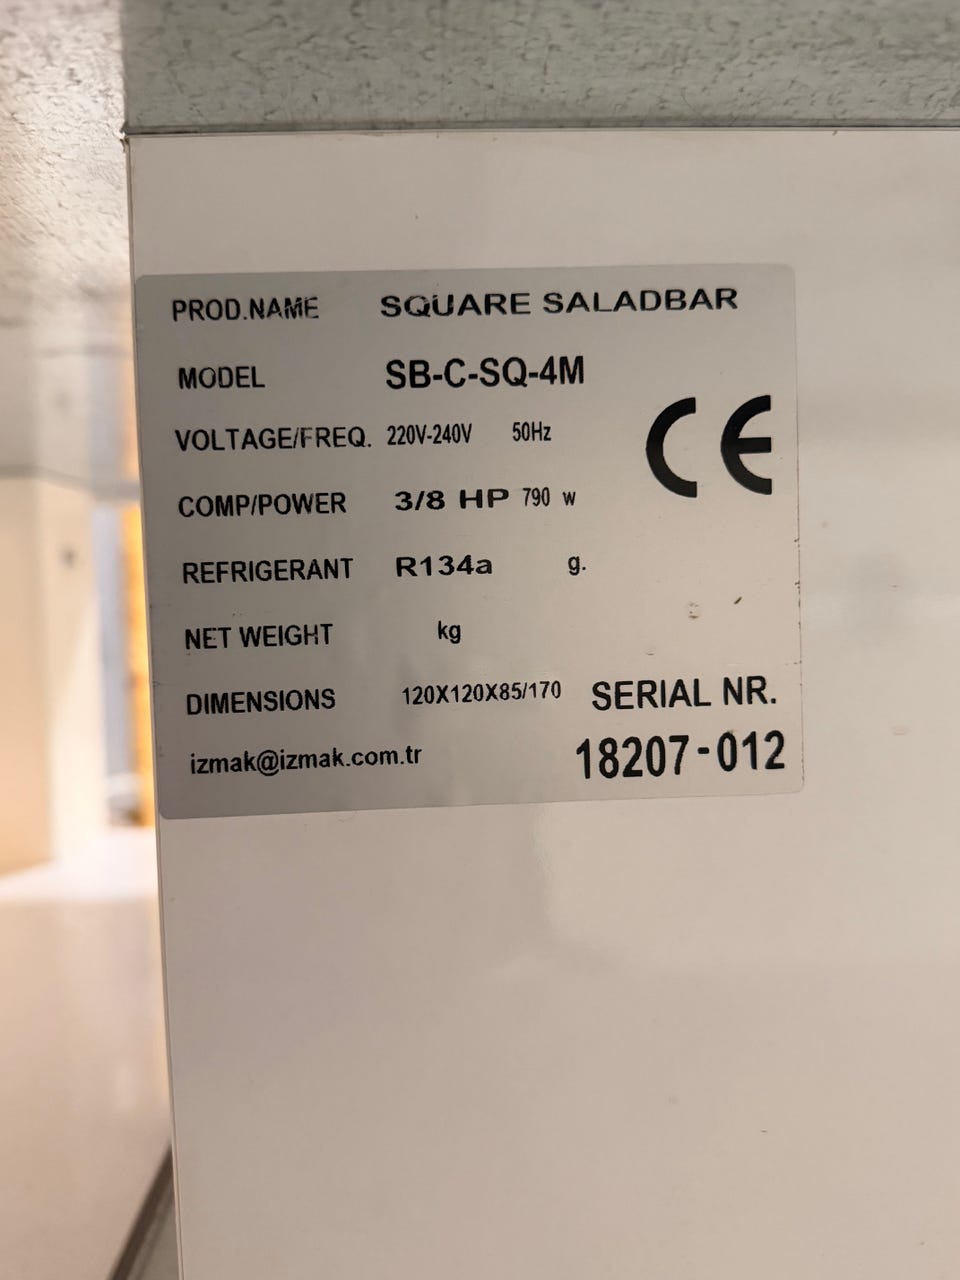 PROD.NAME SQUARE SALADBAR
MODEL SB-C-SQ-4M
VOLTAGE/FREQ. 220V-240V 50Hz
CE
COMP/POWER 3/8 HP 790 w
REFRIGERANT R134a g.
NET WEIGHT kg
DIMENSIONS 120X120X85/170 SERIAL NR.
izmak@izmak.com.tr 18207-012